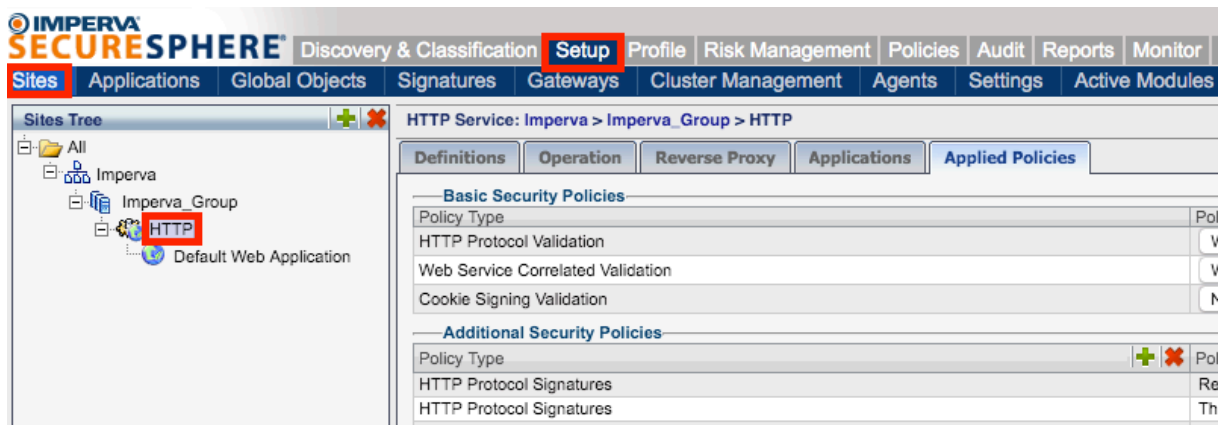 IMPERVA
SECURESPHERE Discovery & Classification Setup Profile Risk Management Policies Audit Reports Monitor
Sites Applications Global Objects Signatures Gateways Cluster Management Agents Settings Active Modules
Sites Tree
All
Imperva
Imperva_Group
HTTP
Default Web Application
HTTP Service: Imperva > Imperva_Group > HTTP
Definitions Operation Reverse Proxy Applications Applied Policies
Basic Security Policies
Policy Type
HTTP Protocol Validation
Web Service Correlated Validation
Cookie Signing Validation
Additional Security Policies
Policy Type
HTTP Protocol Signatures
HTTP Protocol Signatures